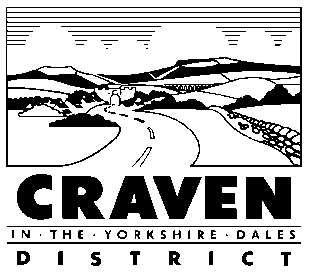 CRAVEN
IN · THE · YORKSHIRE · DALES
DISTRICT